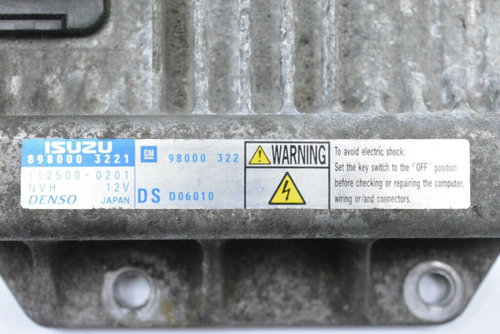 ISUZU
898000 3221
112500-0201
NVH 12V
DENSO JAPAN
GM 98000 322
DS D06010
WARNING
To avoid electric shock:
Set the key switch to the "OFF" position
before checking or repairing the computer,
wiring or/and connectors.